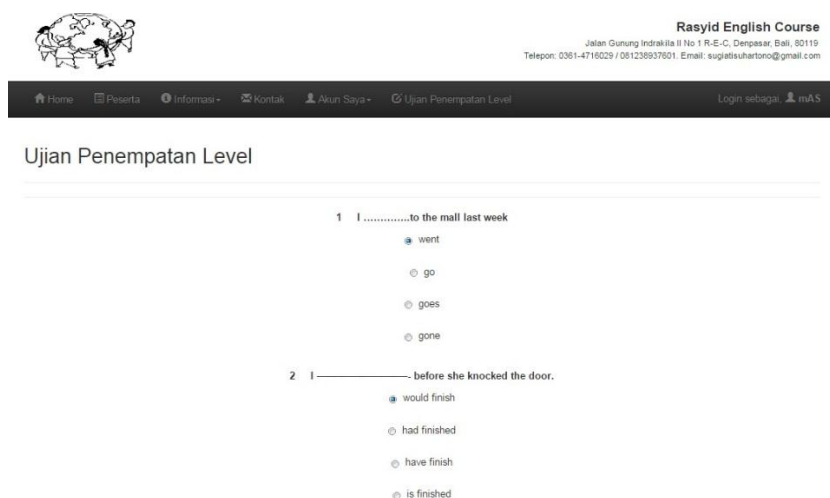 Rasyid English Course
Jalan Gunung Indrakila II No 1 R-E-C, Denpasar, Bali, 80119
Telepon: 0361-4716029 / 081238937601. Email: sugiatisuhartono@gmail.com
Home Peserta Informasi Kontak Akun Saya Ujian Penempatan Level Login sebagai, mAS
Ujian Penempatan Level
1 I ..............to the mall last week
went
go
goes
gone
2 I ———————- before she knocked the door.
would finish
had finished
have finish
is finished